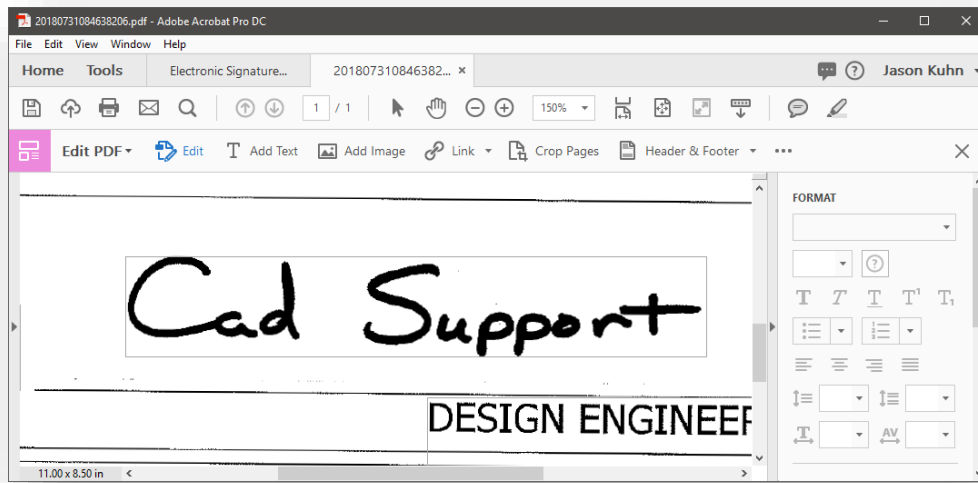 20180731084638206.pdf - Adobe Acrobat Pro DC
File Edit View Window Help
Home Tools Electronic Signature... 201807310846382... × Jason Kuhn
1 / 1 150%
Edit PDF Edit Add Text Add Image Link Crop Pages Header & Footer
FORMAT
Cad Support
DESIGN ENGINEER
11.00 x 8.50 in